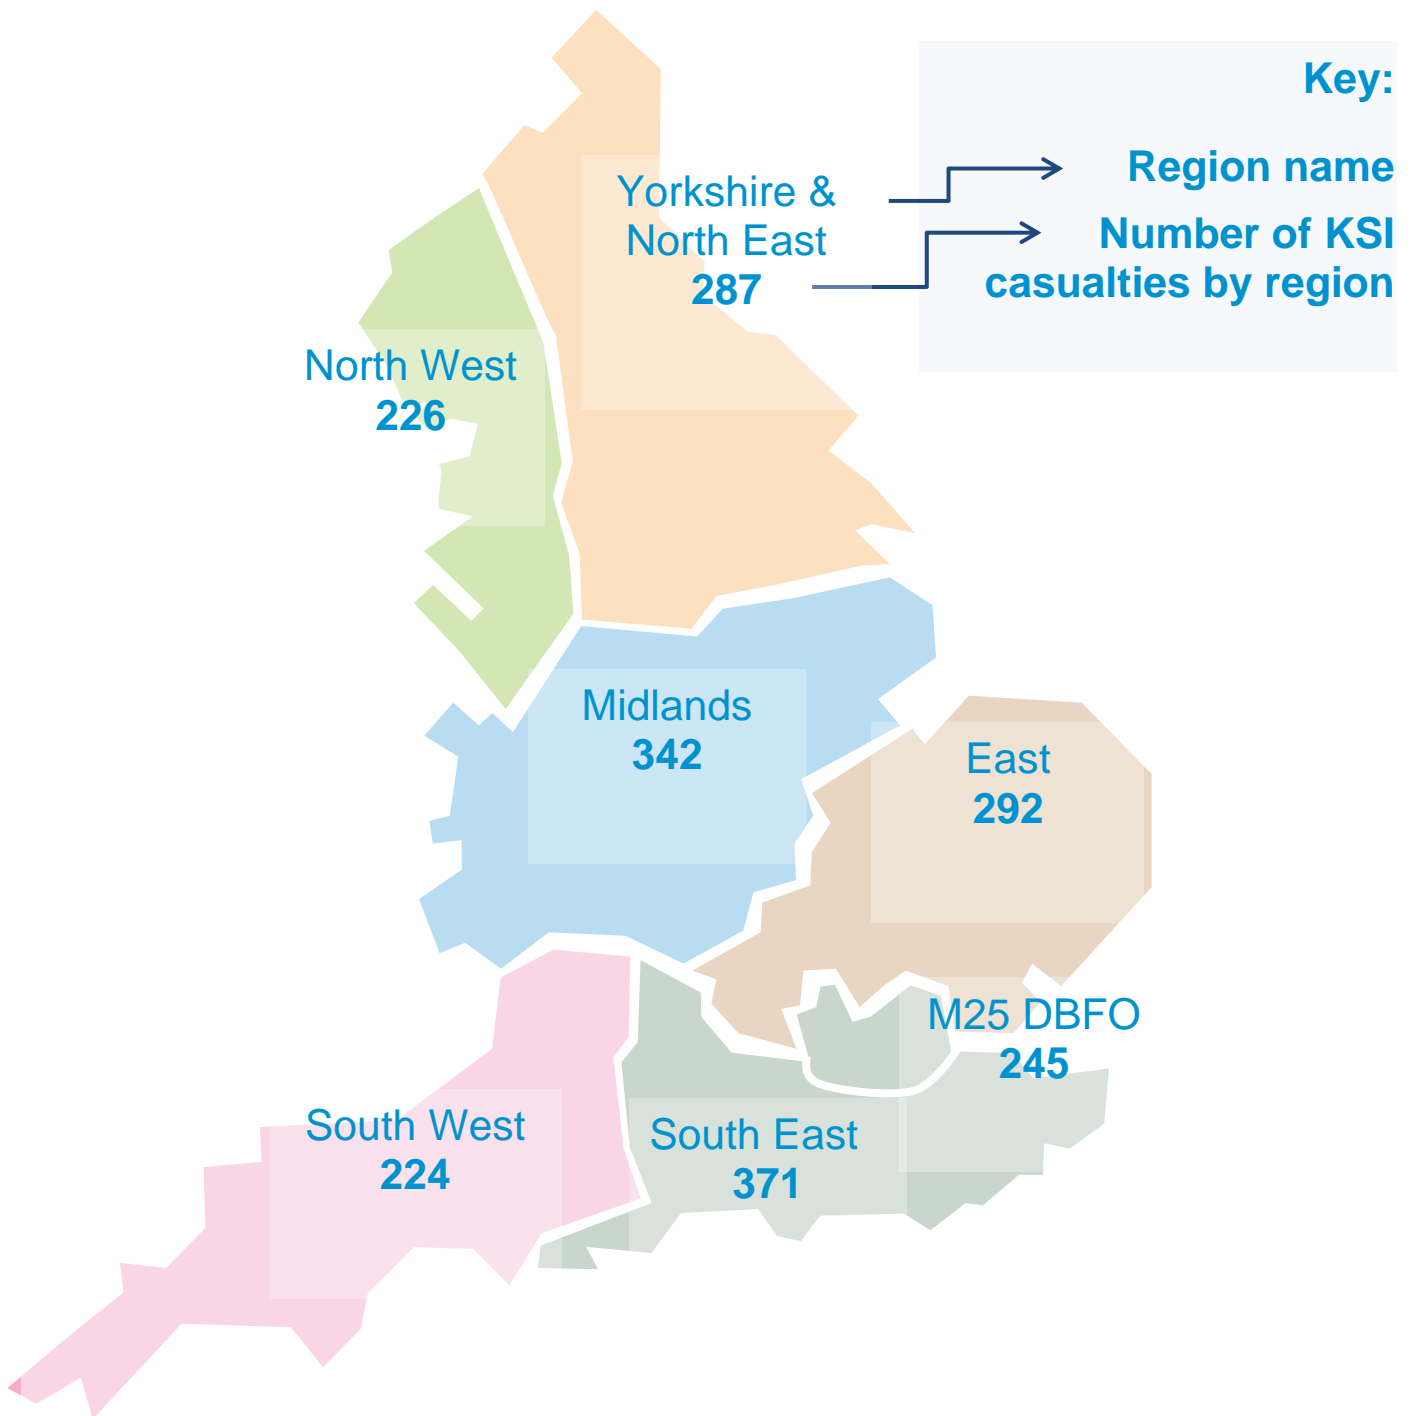 Key:
Region name
Number of KSI
casualties by region
Yorkshire &
North East
287
North West
226
Midlands
342
East
292
M25 DBFO
245
South West
224
South East
371